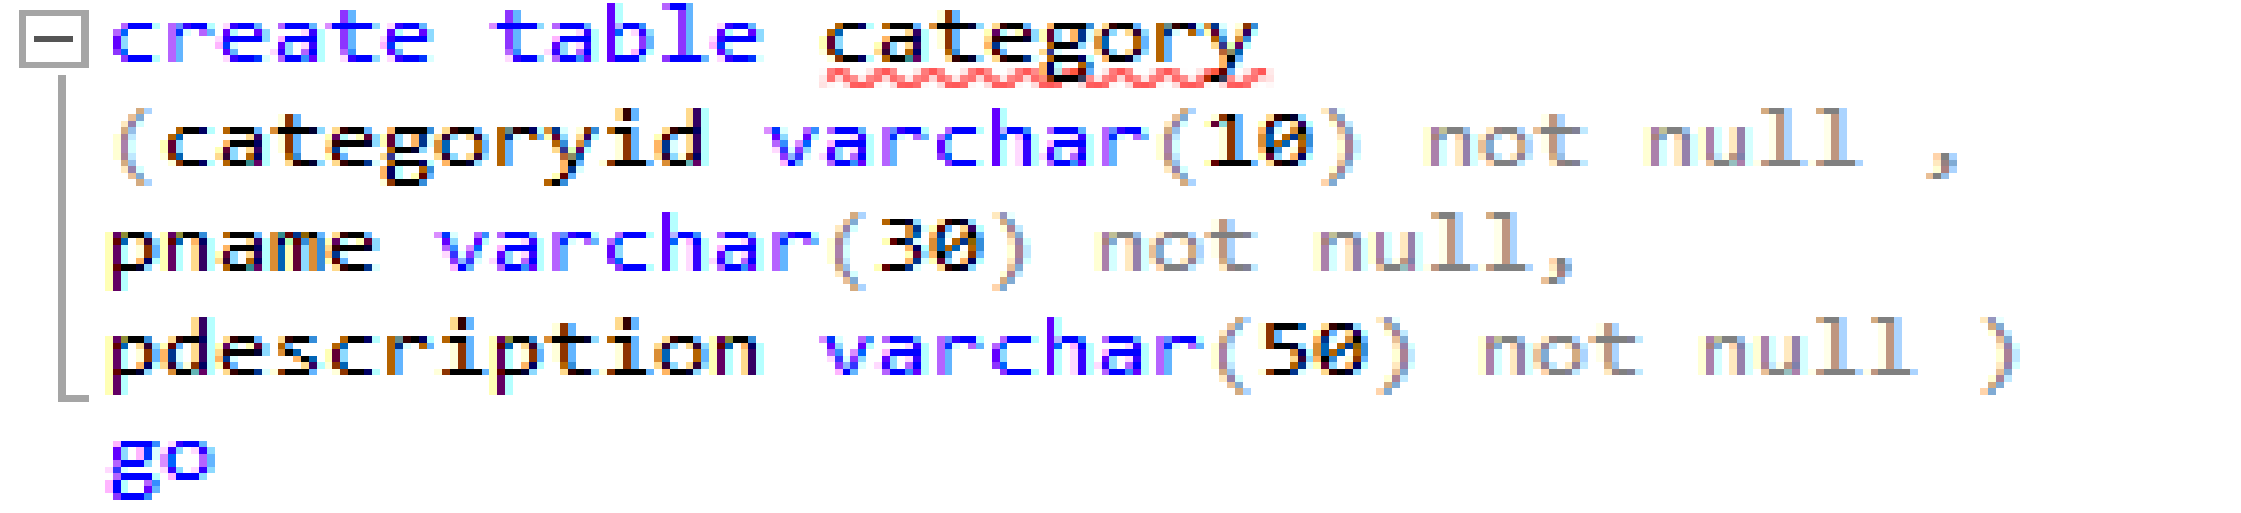 create table category
(categoryid varchar(10) not null ,
pname varchar(30) not null,
pdescription varchar(50) not null )
go